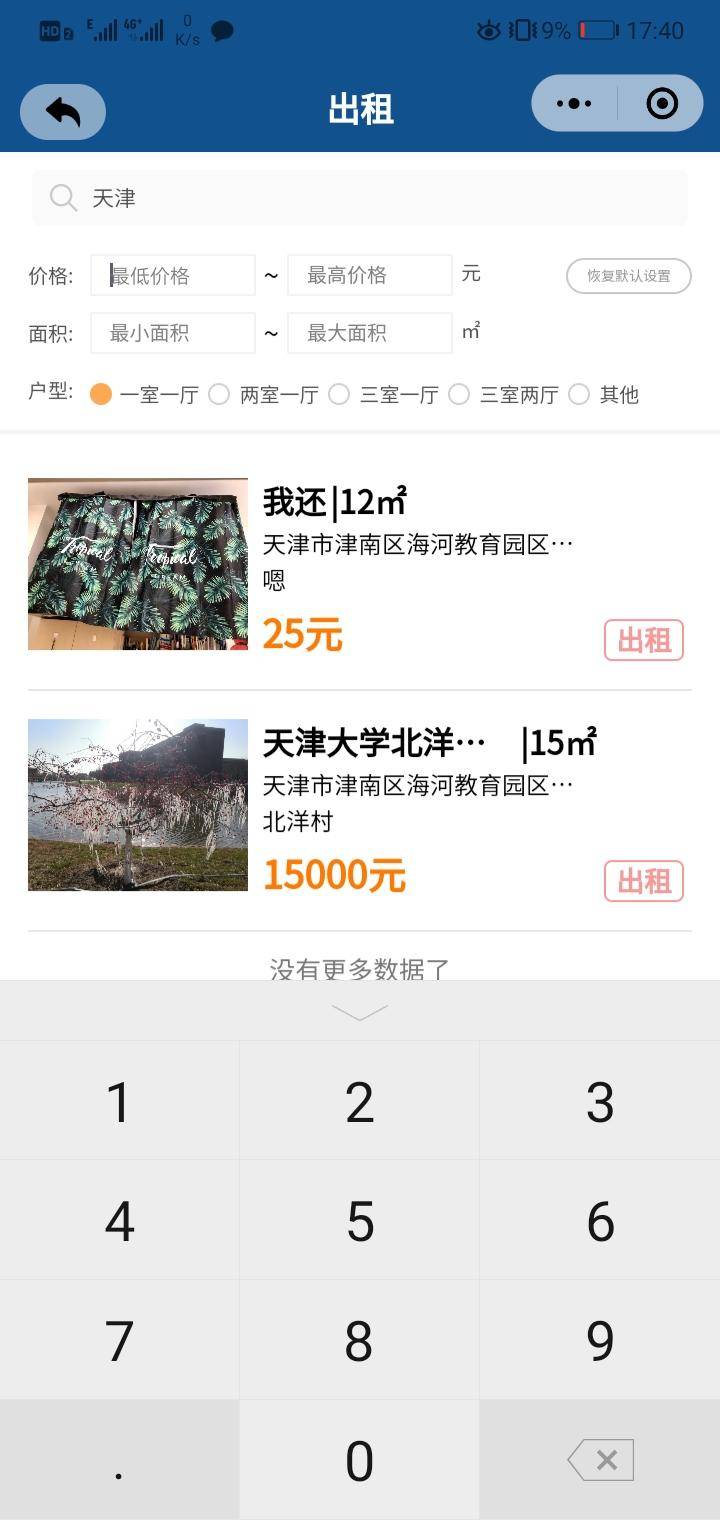 HD 2 E 4G+ 0 K/s 9% 17:40
出租
天津
价格: 最低价格 ~ 最高价格 元 恢复默认设置
面积: 最小面积 ~ 最大面积 ㎡
户型: 一室一厅 两室一厅 三室一厅 三室两厅 其他
我还|12㎡
天津市津南区海河教育园区…
嗯
25元 出租
Tropical Tropical
天津大学北洋… |15㎡
天津市津南区海河教育园区…
北洋村
15000元 出租
没有更多数据了
1 2 3
4 5 6
7 8 9
. 0